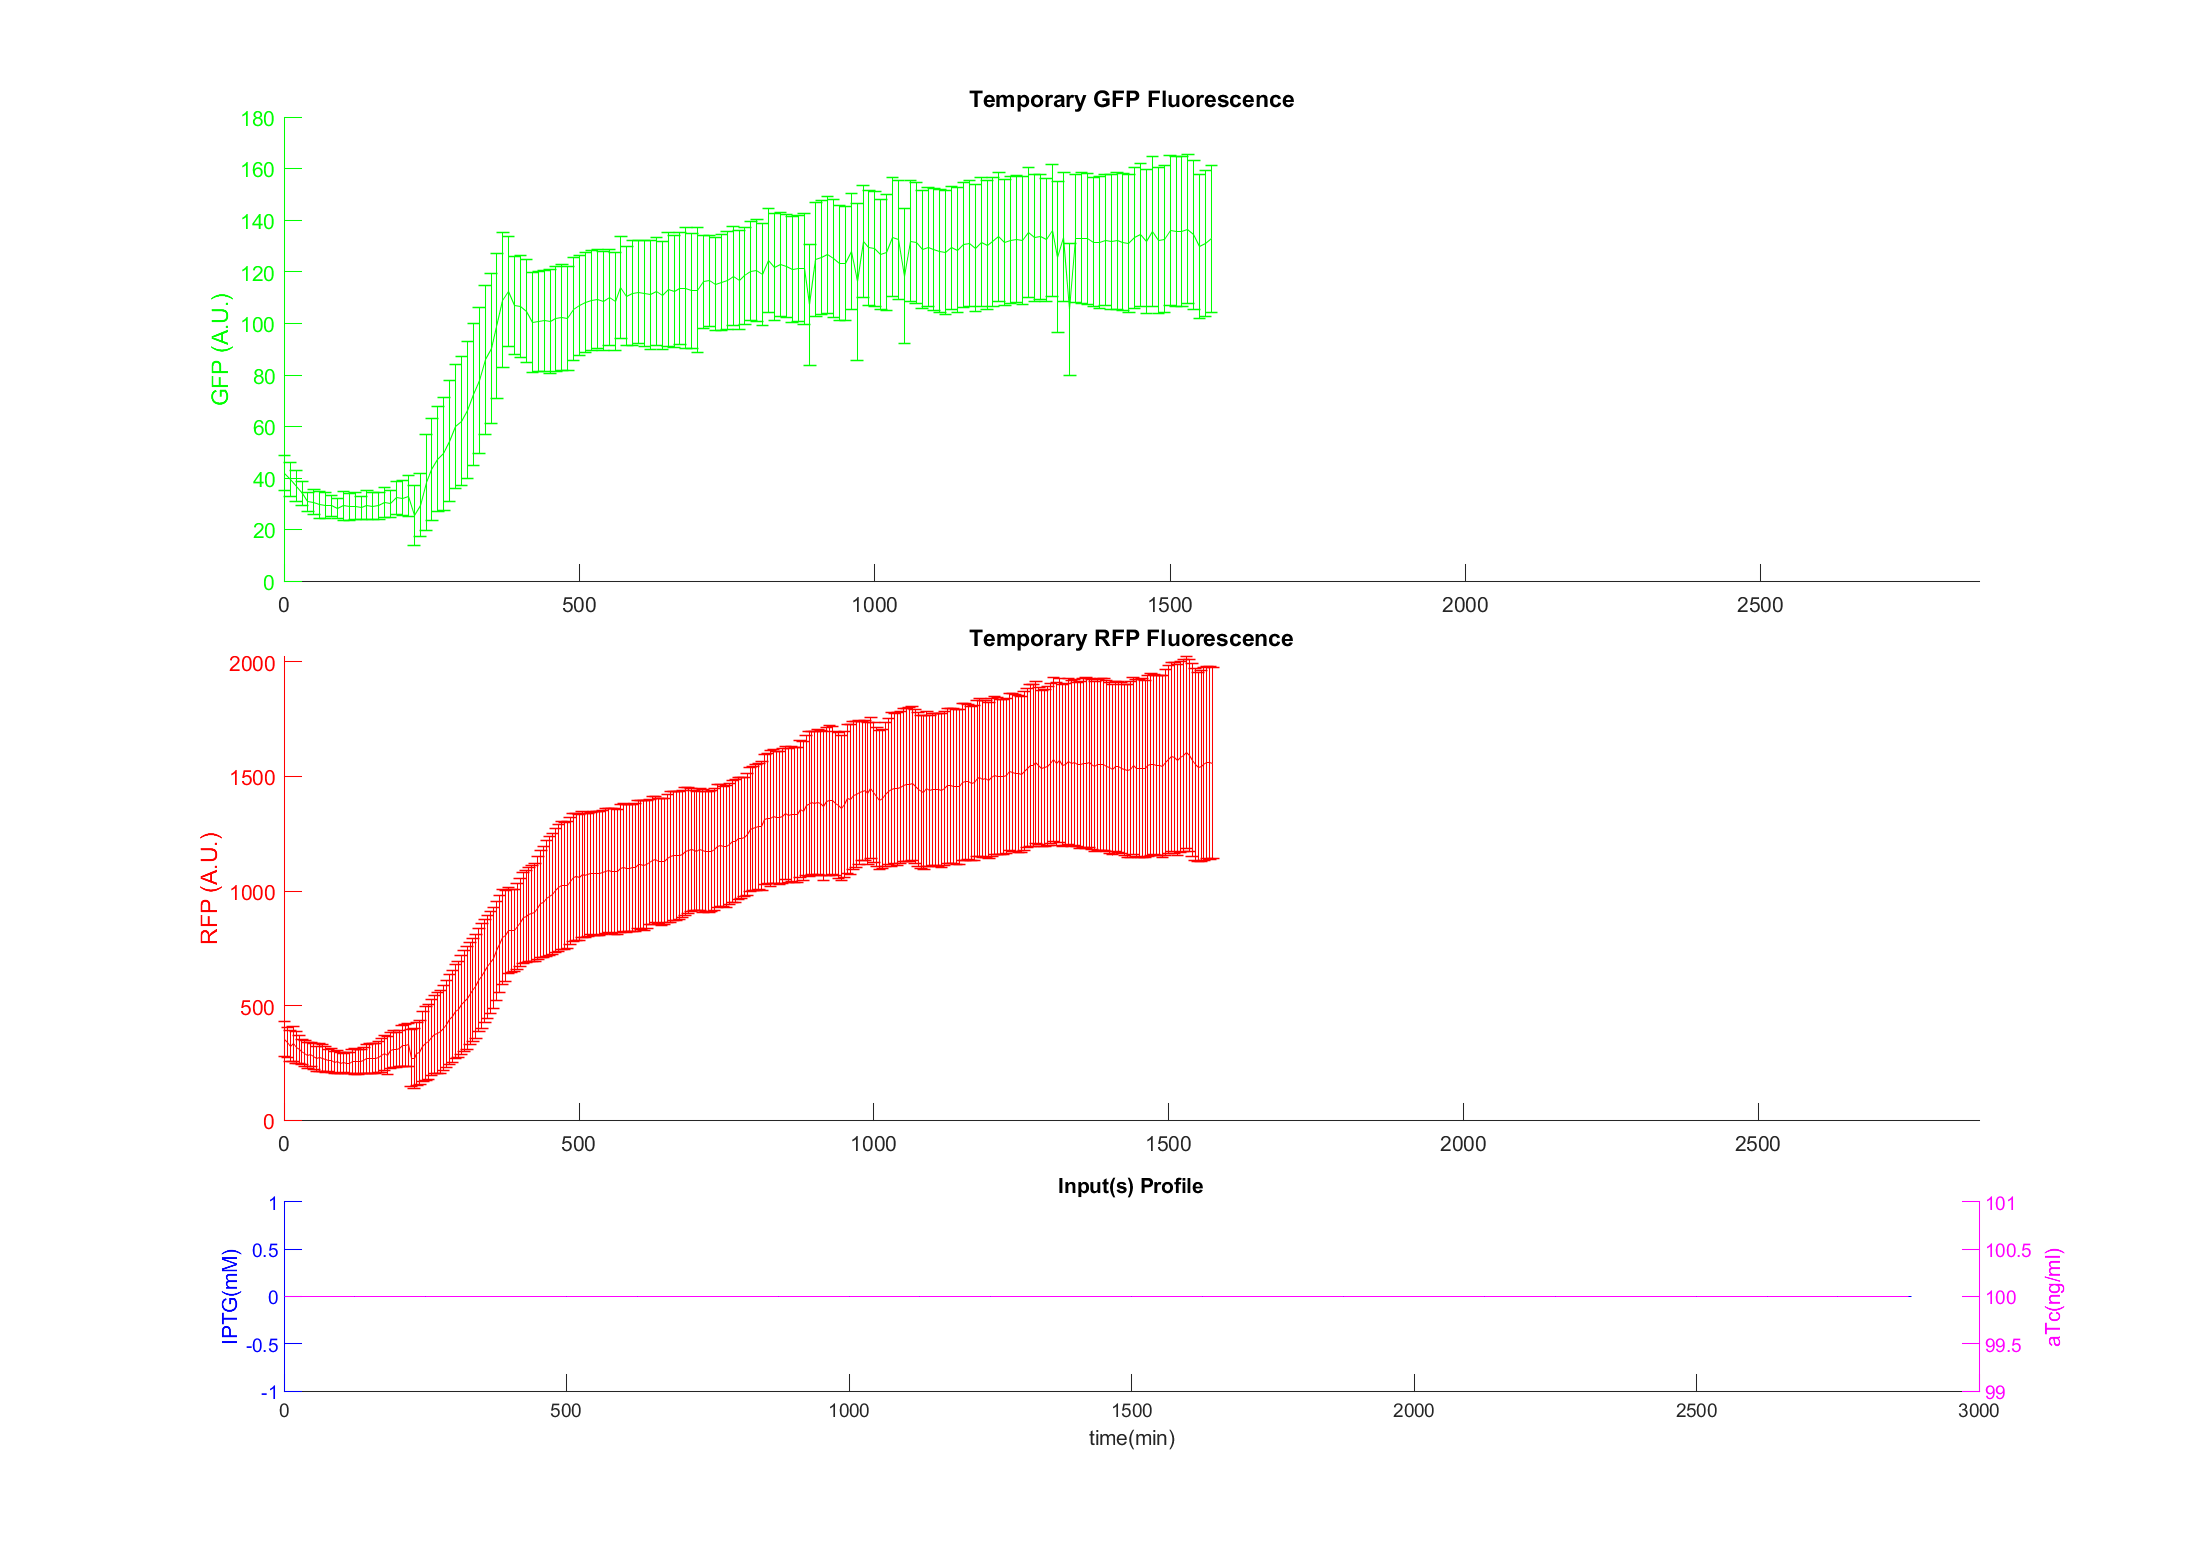 Temporary GFP Fluorescence
180
160
140
120
100
80
60
40
20
0
GFP (A.U.)
0 500 1000 1500 2000 2500
Temporary RFP Fluorescence
2000
1500
1000
500
0
RFP (A.U.)
0 500 1000 1500 2000 2500
Input(s) Profile
1
0.5
0
-0.5
-1
IPTG(mM)
101
100.5
100
99.5
99
aTc(ng/ml)
0 500 1000 1500 2000 2500 3000
time(min)